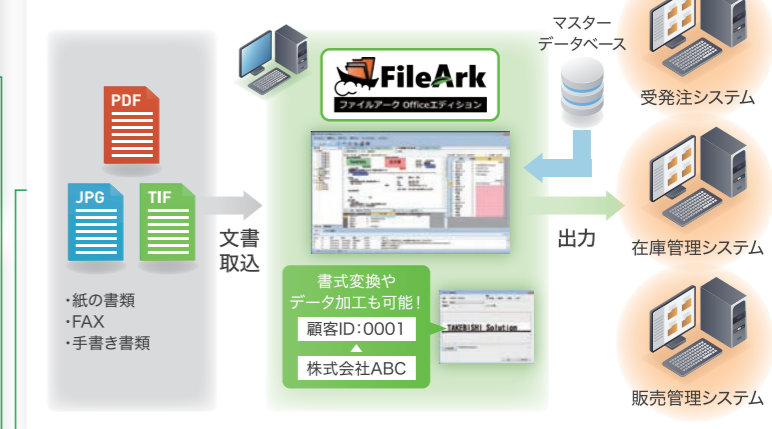 PDF
JPG
TIF
・紙の書類
・FAX
・手書き書類
文書
取込
FileArk
ファイルアーク Officeエディション
書式変換や
データ加工も可能！
顧客ID：0001
株式会社ABC
TAKEBISHI Solution
マスター
データベース
出力
受発注システム
在庫管理システム
販売管理システム